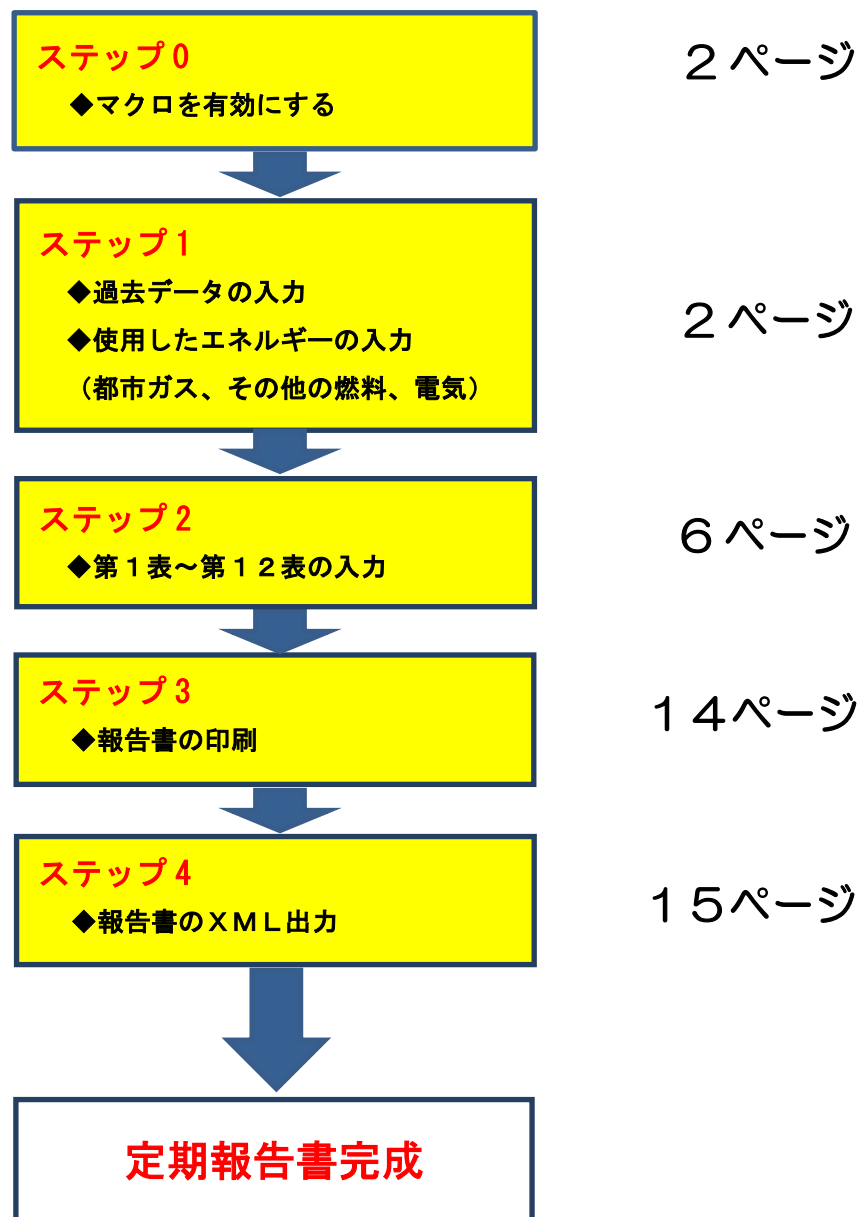 ステップ０
２ページ
◆マクロを有効にする
ステップ１
◆過去データの入力
２ページ
◆使用したエネルギーの入力
（都市ガス、その他の燃料、電気）
ステップ２
６ページ
◆第１表～第１２表の入力
ステップ３
１４ページ
◆報告書の印刷
ステップ４
１５ページ
◆報告書のＸＭＬ出力
定期報告書完成